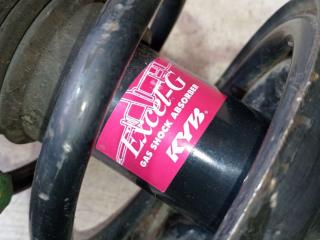 Excel-G
GAS SHOCK ABSORBER
KYB